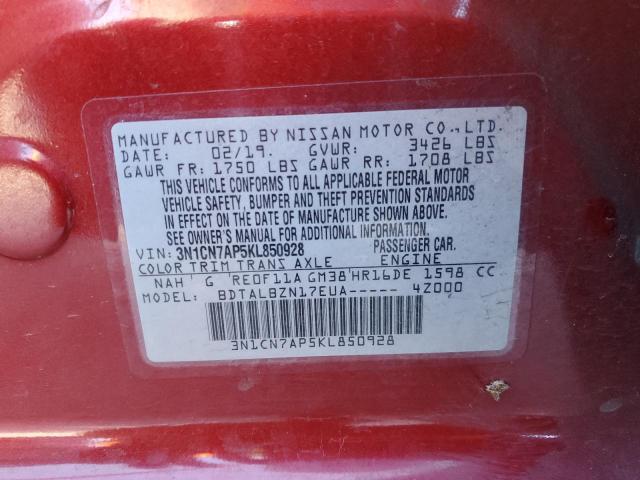 MANUFACTURED BY NISSAN MOTOR CO., LTD.
DATE: 02/19. GVWR: 3426 LBS
GAWR FR: 1750 LBS GAWR RR: 1708 LBS
THIS VEHICLE CONFORMS TO ALL APPLICABLE FEDERAL MOTOR
VEHICLE SAFETY, BUMPER AND THEFT PREVENTION STANDARDS
IN EFFECT ON THE DATE OF MANUFACTURE SHOWN ABOVE.
SEE OWNER'S MANUAL FOR ADDITIONAL INFORMATION.
VIN: 3N1CN7AP5KL850928 PASSENGER CAR.
COLOR TRIM TRANS AXLE ENGINE
NAH G RE0F11A GM38 HR16DE 1598 CC
MODEL: BDTALBZN17EUA----- 4Z000
3N1CN7AP5KL850928